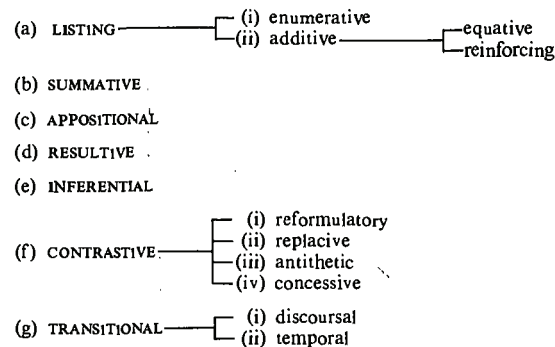 (i) enumerative
(a) LISTING (ii) additive equative
reinforcing
(b) SUMMATIVE
(c) APPOSITIONAL
(d) RESULTIVE
(e) INFERENTIAL
(i) reformulatory
(ii) replacive
(f) CONTRASTIVE
(iii) antithetic
(iv) concessive
(i) discoursal
(g) TRANSITIONAL
(ii) temporal